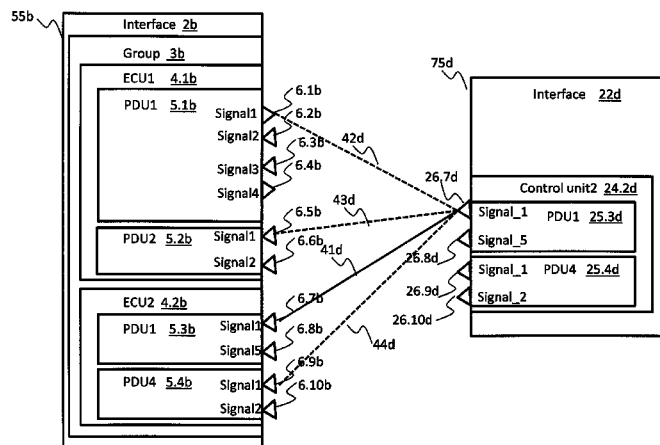 55b
Interface 2b
Group 3b
ECU1 4.1b
PDU1 5.1b
Signal1
Signal2
Signal3
Signal4
6.1b
6.2b
6.3b
6.4b
PDU2 5.2b
Signal1
Signal2
6.5b
6.6b
ECU2 4.2b
PDU1 5.3b
Signal1
Signal5
6.7b
6.8b
PDU4 5.4b
Signal1
Signal2
6.9b
6.10b
42d
43d
41d
44d
75d
Interface 22d
Control unit2 24.2d
26.7d
Signal_1
PDU1 25.3d
Signal_5
26.8d
Signal_1
PDU4 25.4d
26.9d
Signal_2
26.10d